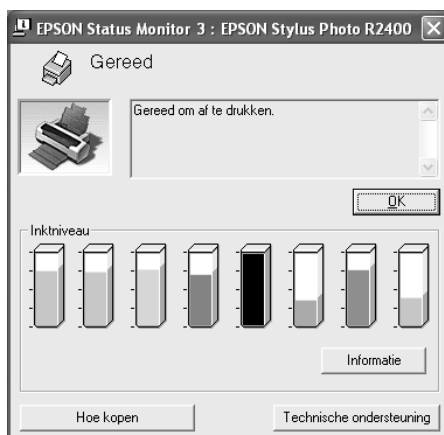 EPSON Status Monitor 3 : EPSON Stylus Photo R2400
Gereed
Gereed om af te drukken.
OK
Inktniveau
Informatie
Hoe kopen
Technische ondersteuning